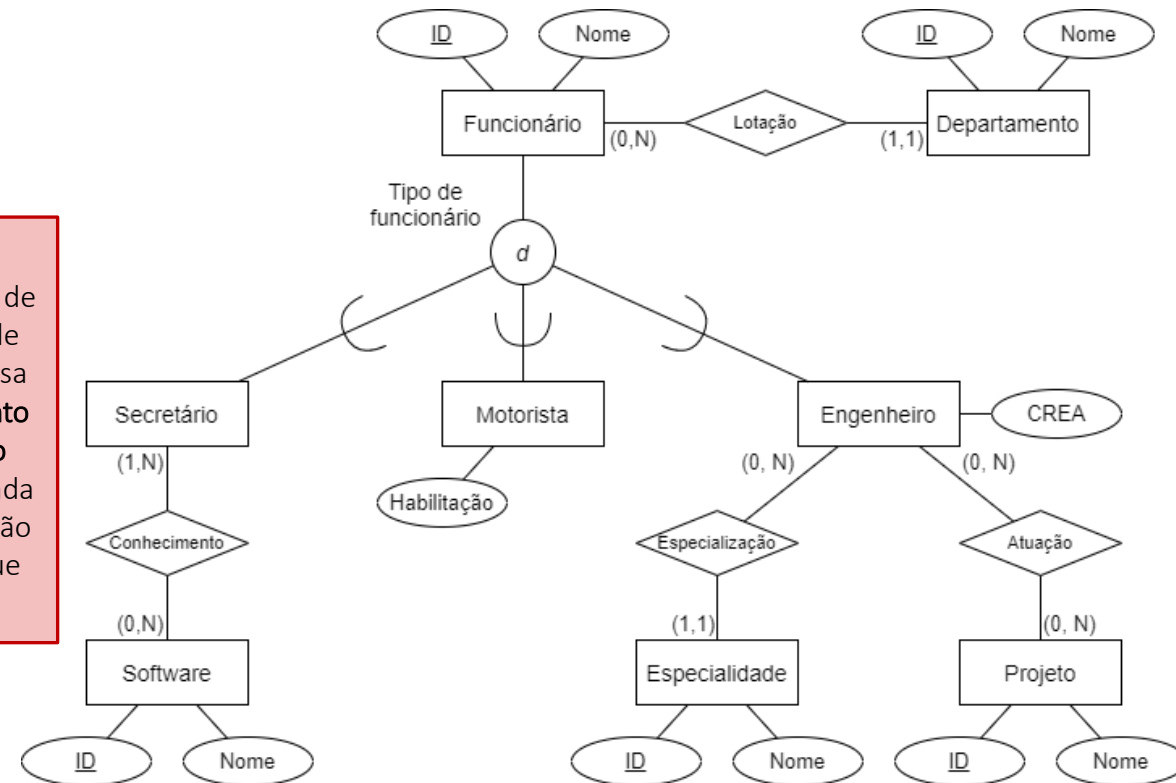 ID
Nome
ID
Nome
Funcionário
(0,N)
Lotação
(1,1)
Departamento
Tipo de
funcionário
d
de
de
sa
to
o
da
ão
ue
Secretário
Motorista
Engenheiro
CREA
(1,N)
(0, N)
(0, N)
Habilitação
Conhecimento
Especialização
Atuação
(0,N)
(1,1)
(0, N)
Software
Especialidade
Projeto
ID
Nome
ID
Nome
ID
Nome